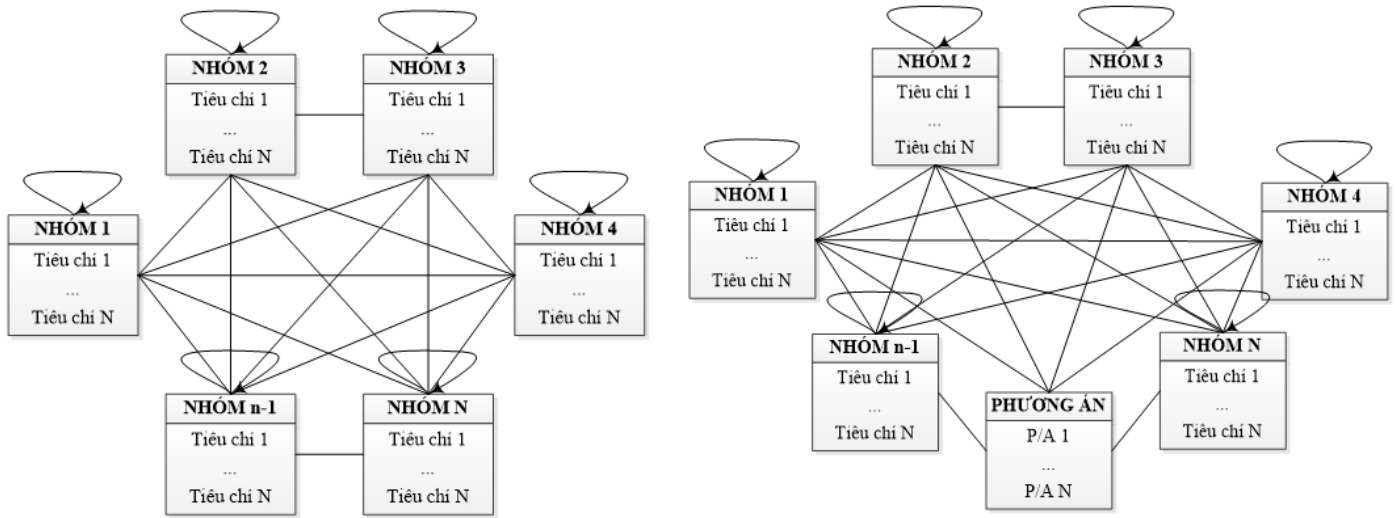 NHÓM 2
Tiêu chí 1
...
Tiêu chí N
NHÓM 3
Tiêu chí 1
...
Tiêu chí N
NHÓM 1
Tiêu chí 1
...
Tiêu chí N
NHÓM 4
Tiêu chí 1
...
Tiêu chí N
NHÓM n-1
Tiêu chí 1
...
Tiêu chí N
NHÓM N
Tiêu chí 1
...
Tiêu chí N
NHÓM 2
Tiêu chí 1
...
Tiêu chí N
NHÓM 3
Tiêu chí 1
...
Tiêu chí N
NHÓM 1
Tiêu chí 1
...
Tiêu chí N
NHÓM 4
Tiêu chí 1
...
Tiêu chí N
NHÓM n-1
Tiêu chí 1
...
Tiêu chí N
NHÓM N
Tiêu chí 1
...
Tiêu chí N
PHƯƠNG ÁN
P/A 1
...
P/A N